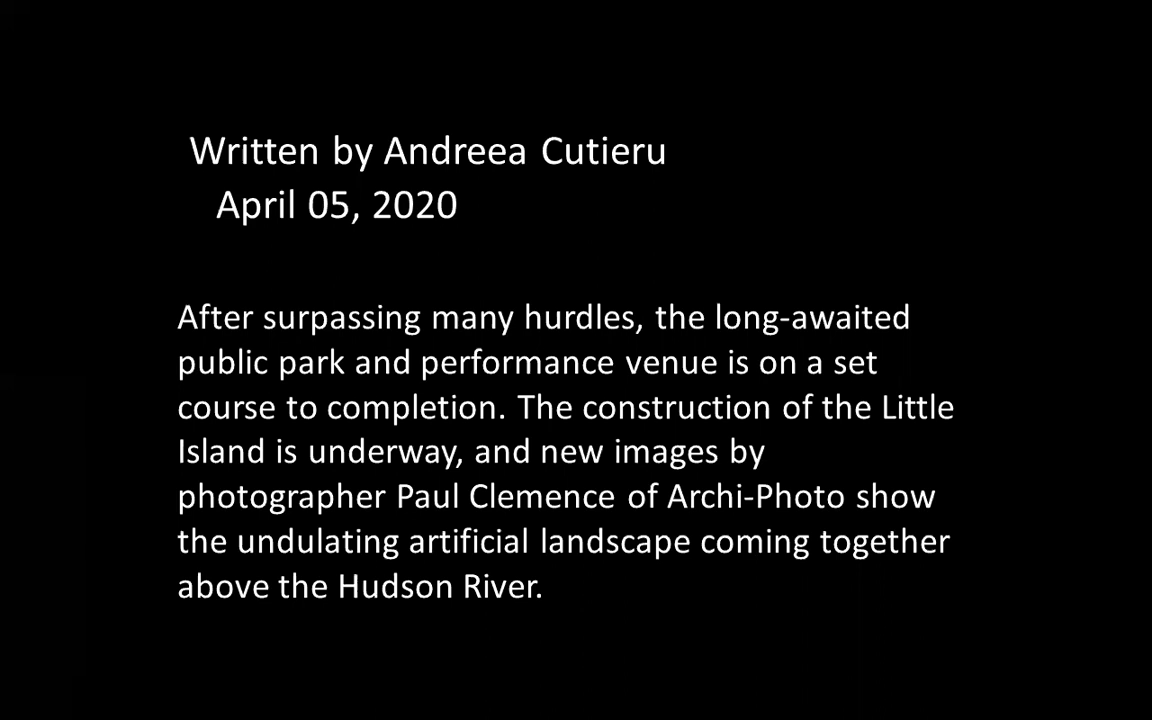 Written by Andreea Cutieru
April 05, 2020
After surpassing many hurdles, the long-awaited
public park and performance venue is on a set
course to completion. The construction of the Little
Island is underway, and new images by
photographer Paul Clemence of Archi-Photo show
the undulating artificial landscape coming together
above the Hudson River.